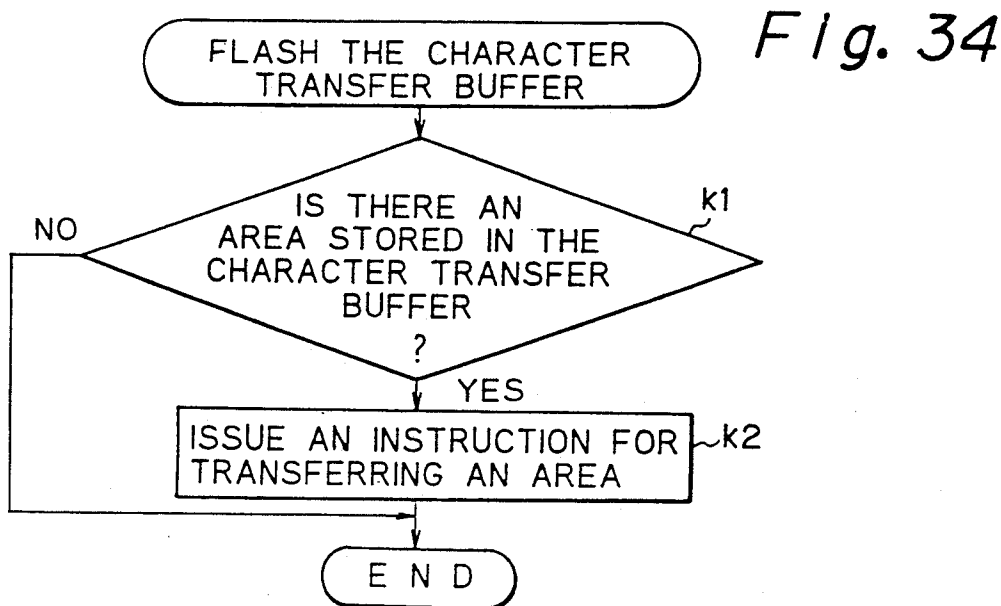 Fig. 34
FLASH THE CHARACTER
TRANSFER BUFFER
IS THERE AN
AREA STORED IN THE
CHARACTER TRANSFER
BUFFER
?
k1
NO
YES
ISSUE AN INSTRUCTION FOR
TRANSFERRING AN AREA
k2
END